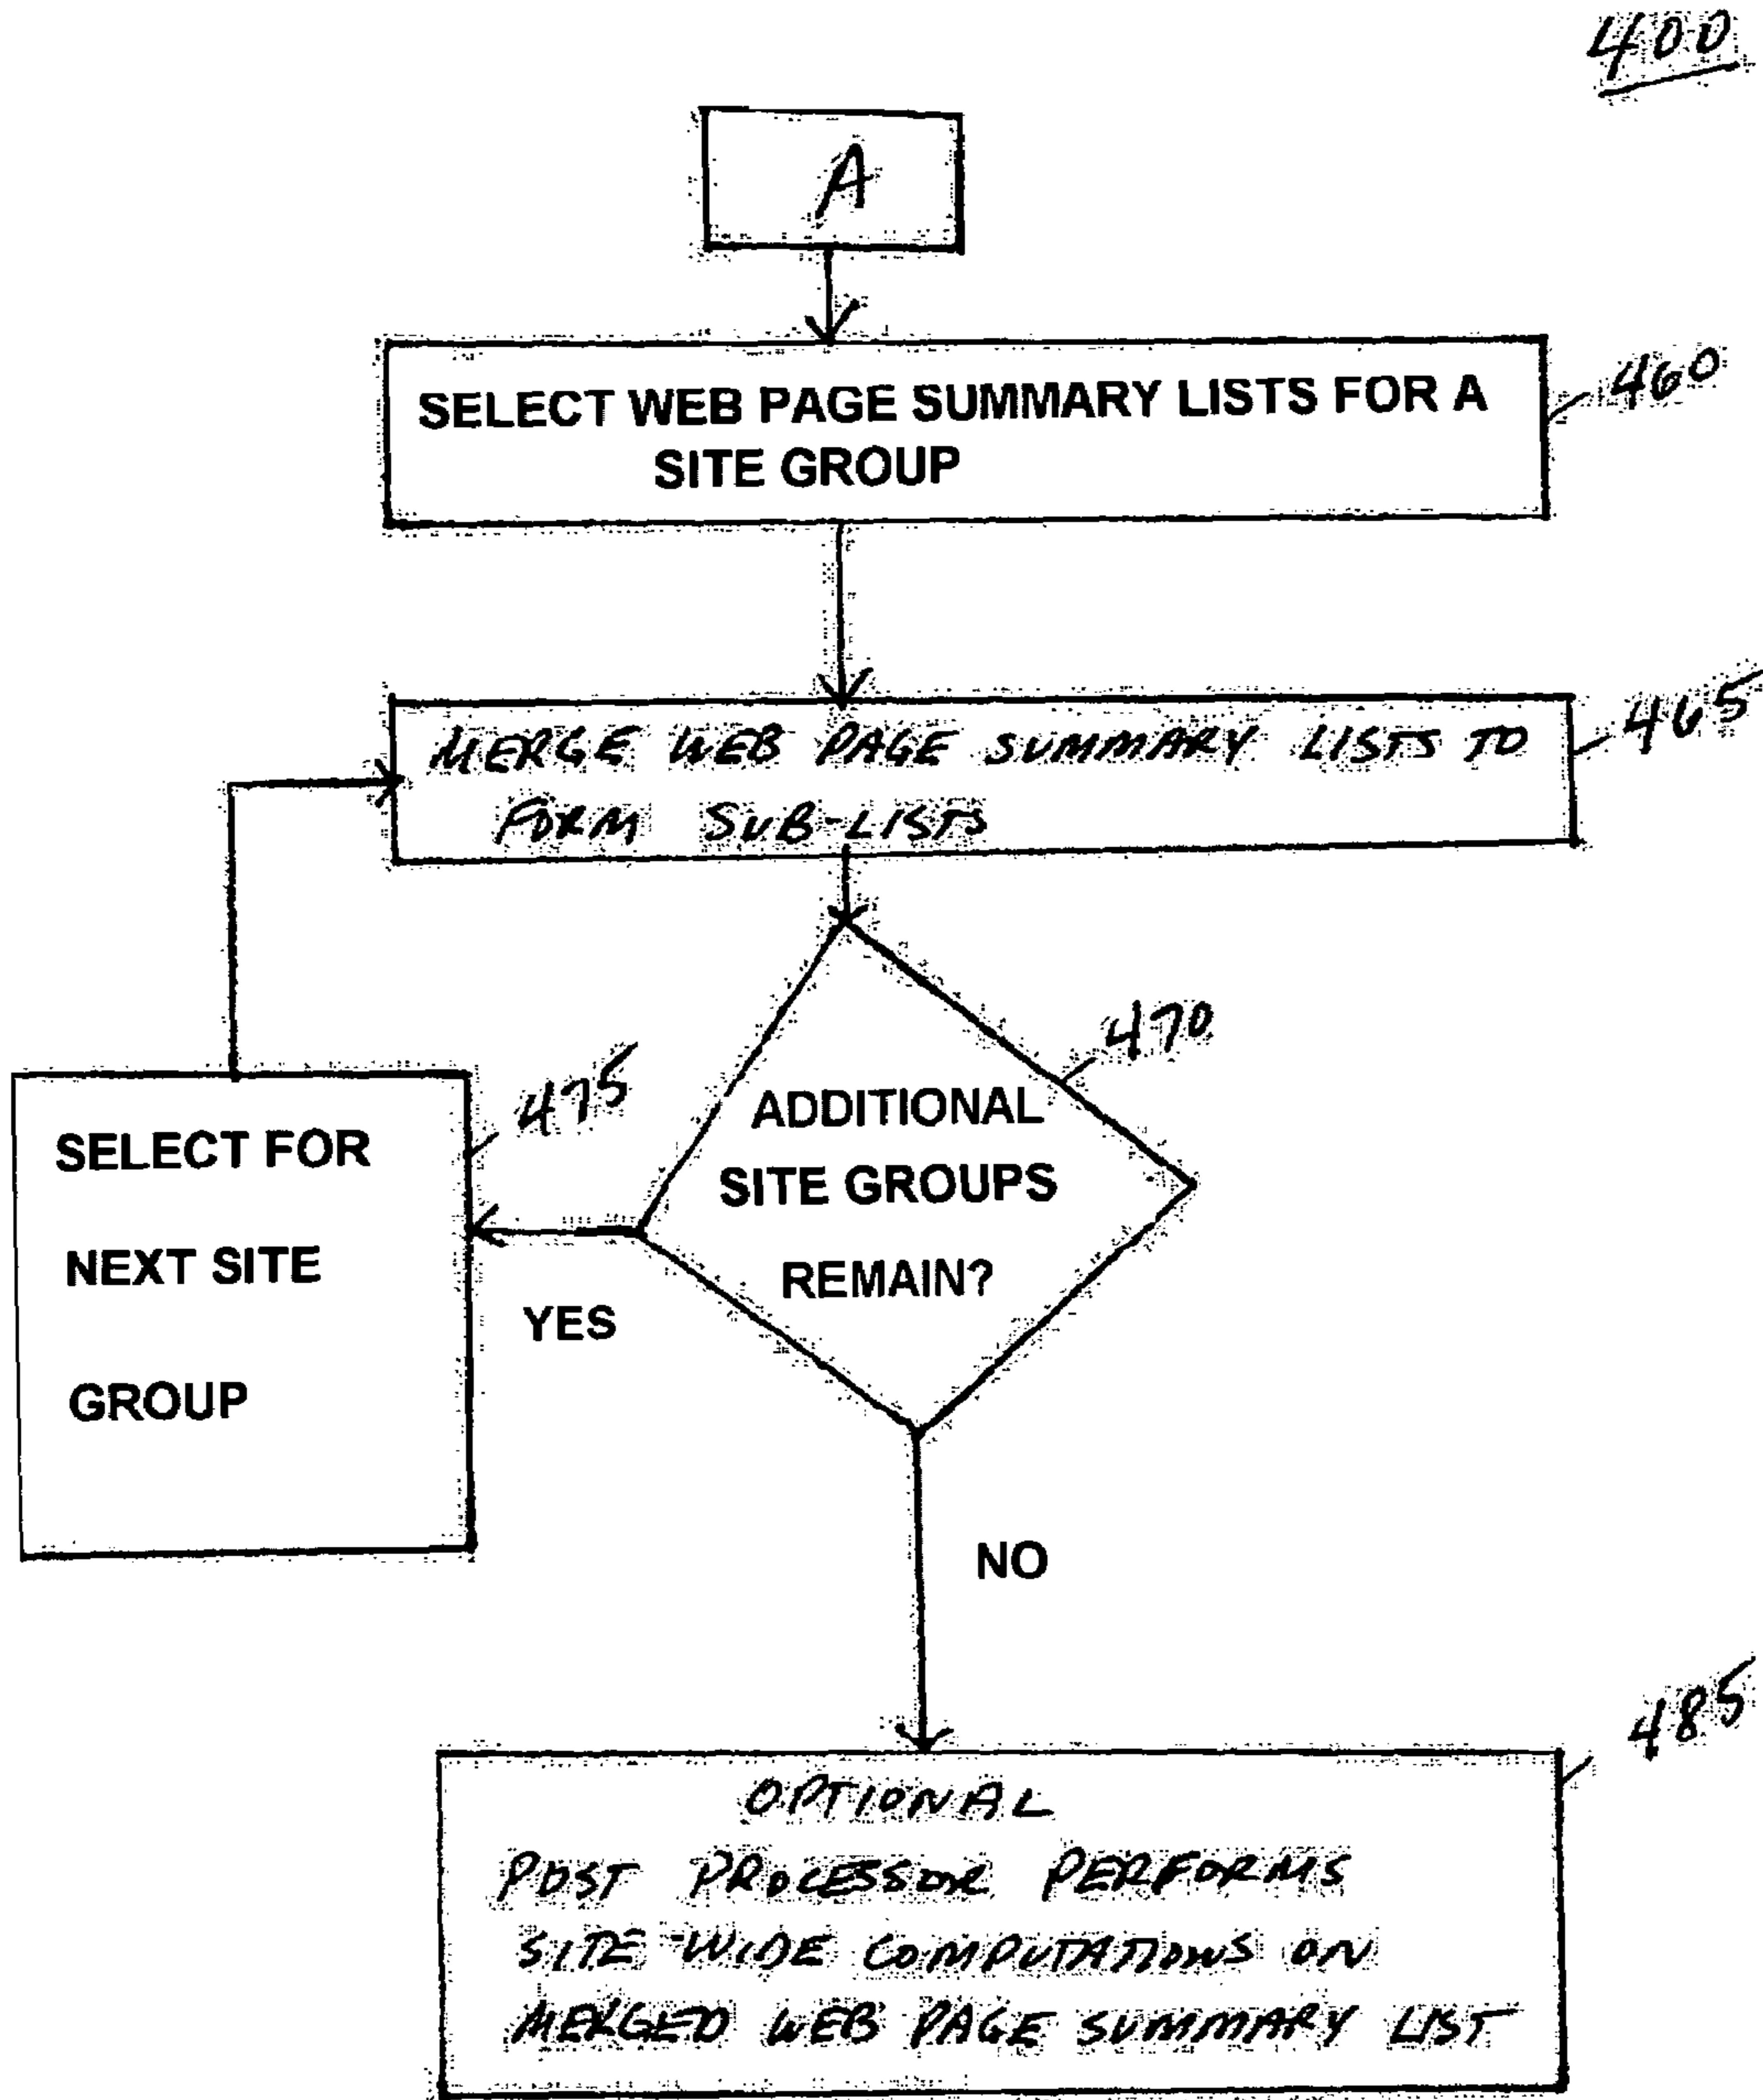 400
A
SELECT WEB PAGE SUMMARY LISTS FOR A
SITE GROUP
460
MERGE WEB PAGE SUMMARY LISTS TO
FORM SUB-LISTS
465
470
ADDITIONAL
SITE GROUPS
REMAIN?
475
SELECT FOR
NEXT SITE
GROUP
YES
NO
485
OPTIONAL
POST PROCESSOR PERFORMS
SITE-WIDE COMPUTATIONS ON
MERGED WEB PAGE SUMMARY LIST